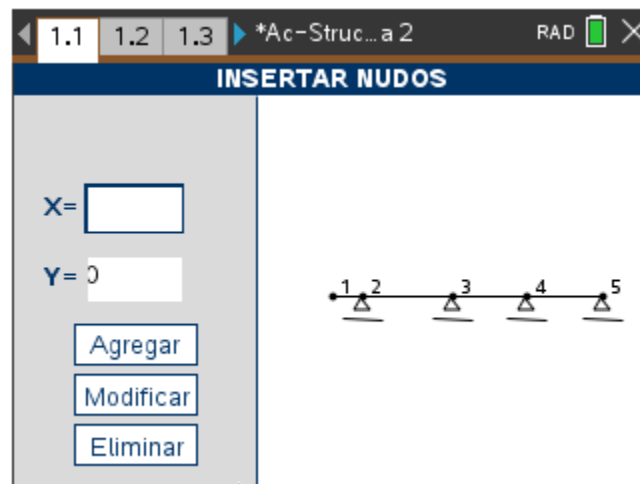 1.1 1.2 1.3 *Ac-Struc...a 2 RAD
INSERTAR NUDOS
X=
Y= 0
1 2 3 4 5
Agregar
Modificar
Eliminar